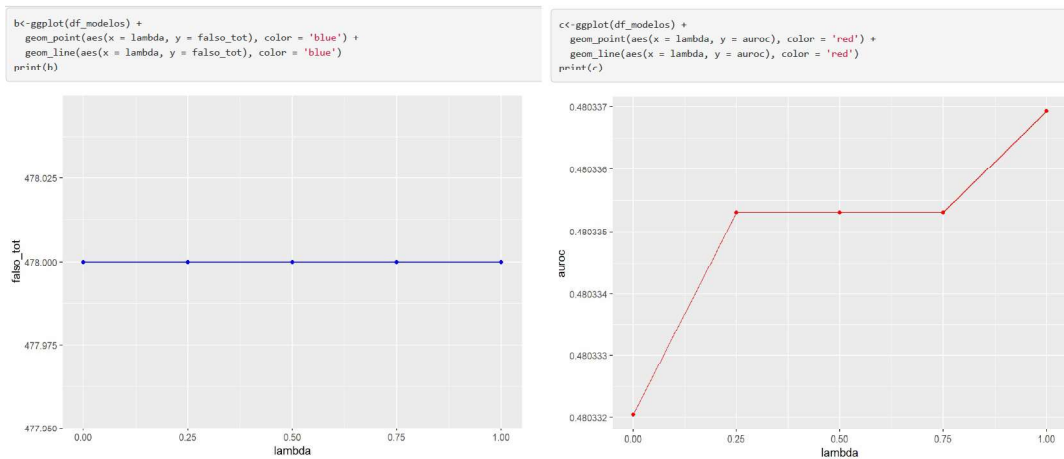 b<-ggplot(df_modelos) +
geom_point(aes(x = lambda, y = falso_tot), color = 'blue') +
geom_line(aes(x = lambda, y = falso_tot), color = 'blue')
print(b)
478.025
478.000
477.975
477.950
falso_tot
0.00 0.25 0.50 0.75 1.00
lambda
c<-ggplot(df_modelos) +
geom_point(aes(x = lambda, y = auroc), color = 'red') +
geom_line(aes(x = lambda, y = auroc), color = 'red')
print(c)
0.480337
0.480336
0.480335
0.480334
0.480333
0.480332
auroc
0.00 0.25 0.50 0.75 1.00
lambda